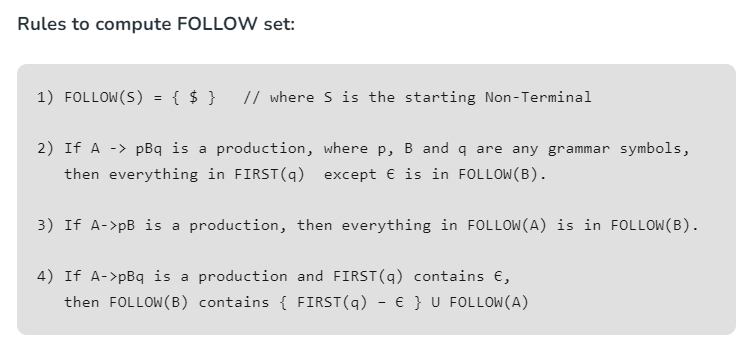 Rules to compute FOLLOW set:
1) FOLLOW(S) = { $ }   // where S is the starting Non-Terminal
2) If A -> pBq is a production, where p, B and q are any grammar symbols,
then everything in FIRST(q)  except Є is in FOLLOW(B).
3) If A->pB is a production, then everything in FOLLOW(A) is in FOLLOW(B).
4) If A->pBq is a production and FIRST(q) contains Є,
then FOLLOW(B) contains { FIRST(q) – Є } U FOLLOW(A)